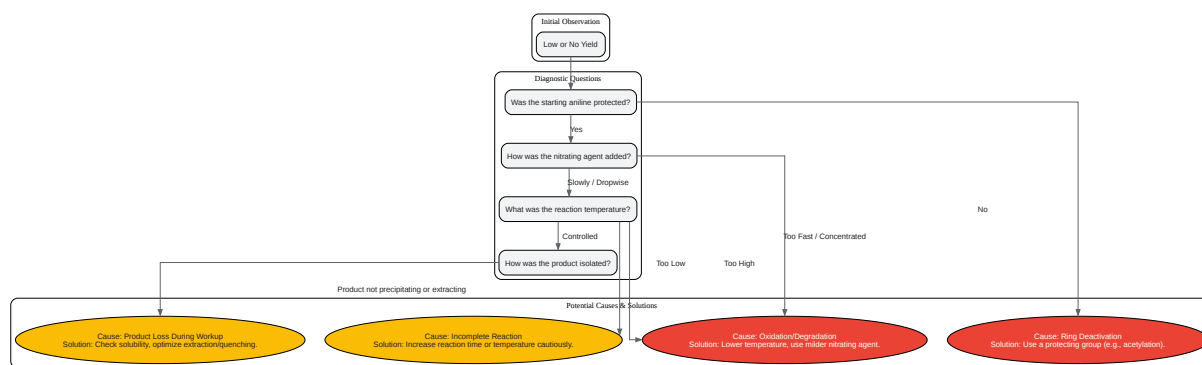 Initial Observation
Low or No Yield
Diagnostic Questions
Was the starting aniline protected?
Yes
How was the nitrating agent added?
Slowly / Dropwise
What was the reaction temperature?
No
Controlled
Too Fast / Concentrated
How was the product isolated?
Too Low
Too High
Product not precipitating or extracting
Potential Causes & Solutions
Cause: Product Loss During Workup
Solution: Check solubility, optimize extraction/quenching.
Cause: Incomplete Reaction
Solution: Increase reaction time or temperature cautiously.
Cause: Oxidation/Degradation
Solution: Lower temperature, use milder nitrating agent.
Cause: Ring Deactivation
Solution: Use a protecting group (e.g., acetylation).